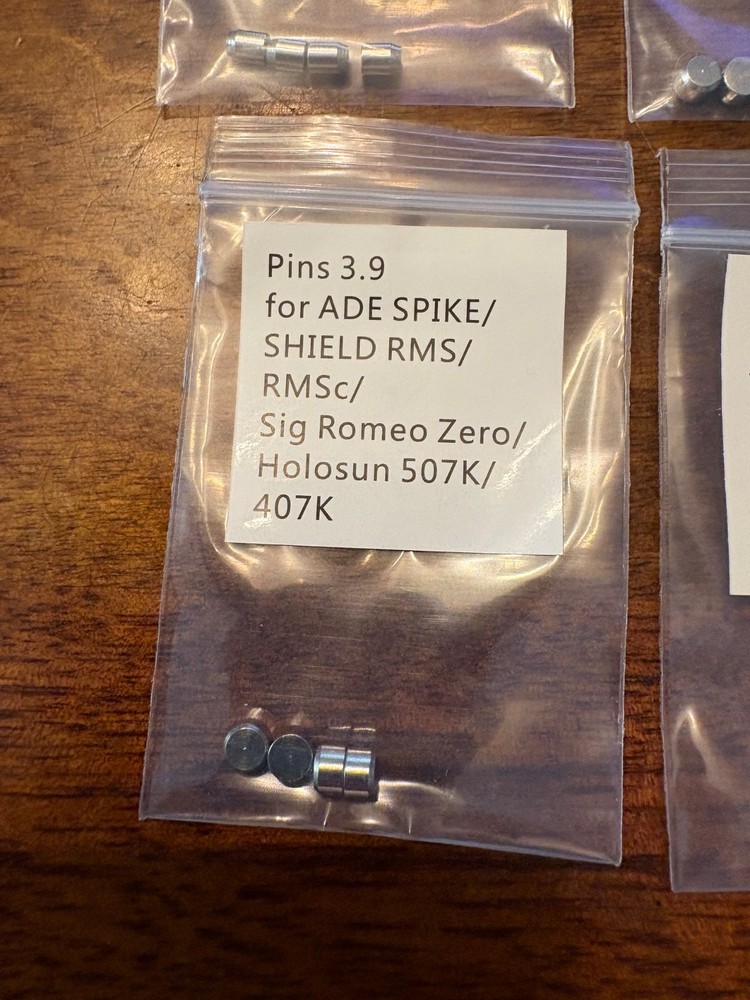 Pins 3.9
for ADE SPIKE/
SHIELD RMS/
RMSc/
Sig Romeo Zero/
Holosun 507K/
407K